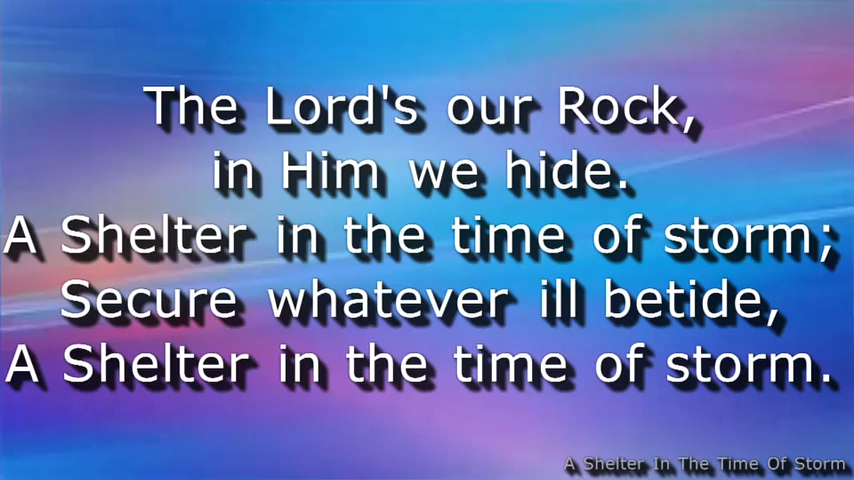 The Lord's our Rock,
in Him we hide.
A Shelter in the time of storm;
Secure whatever ill betide,
A Shelter in the time of storm.
A Shelter In The Time Of Storm